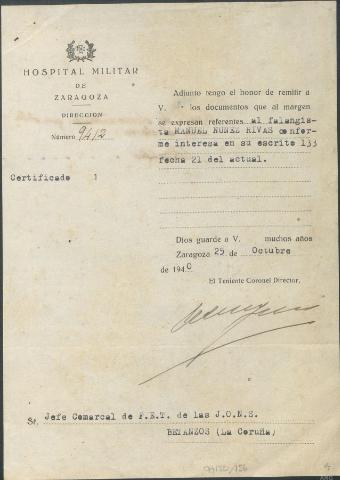 HOSPITAL MILITAR
DE
ZARAGOZA
DIRECCION
Número 9412
Certificado 1
Adjunto tengo el honor de remitir a
V. los documentos que al margen
se expresan referentes al falangis-
ta MANUEL NUÑEZ RIVAS confor-
me interesa en su escrito 133
fecha 21 del actual.
Dios guarde a V. muchos años
Zaragoza 25 de Octubre
de 1940
El Teniente Coronel Director,
Sr. Jefe Comarcal de F.E.T. de las J.O.N.S.
BETANZOS (La Coruña)